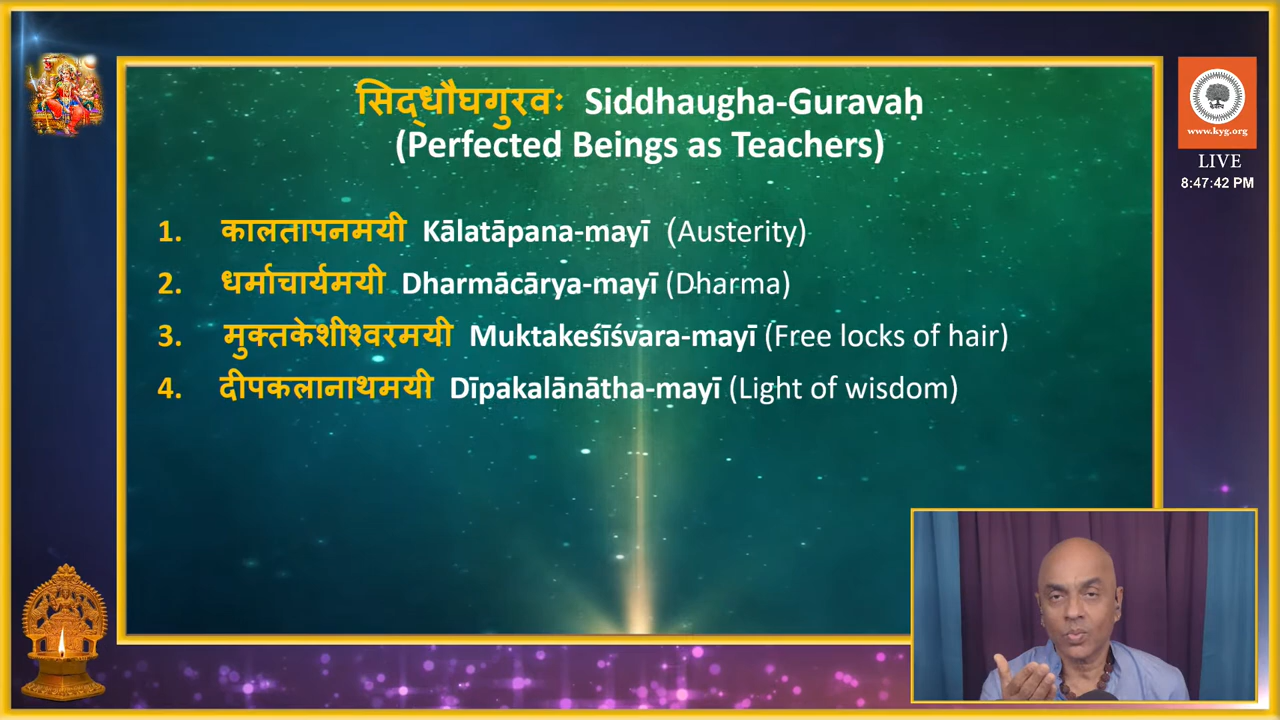 सिद्धौघगुरवः Siddhaugha-Guravaḥ
(Perfected Beings as Teachers)
1. कालतापनमयी Kālatāpana-mayī (Austerity)
2. धर्माचार्यमयी Dharmācārya-mayī (Dharma)
3. मुक्तकेशीश्वरमयी Muktakeśīśvara-mayī (Free locks of hair)
4. दीपकलानाथमयी Dīpakalānātha-mayī (Light of wisdom)
www.kyg.org
LIVE
8:47:42 PM